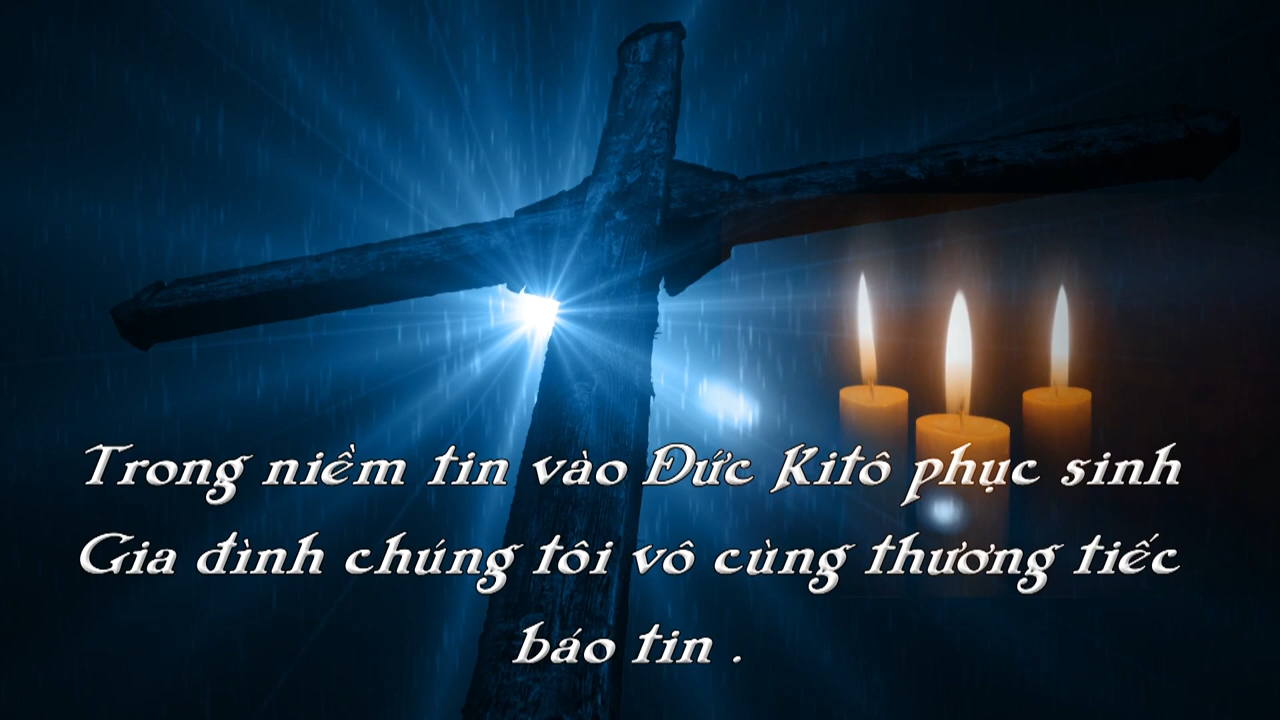 Trong niềm tin vào Đức Kitô phục sinh
Gia đình chúng tôi vô cùng thương tiếc
báo tin .